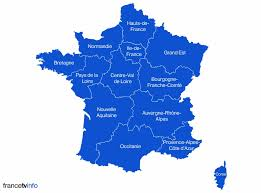 Hauts-de-
France
Normandie
Ile-de-
France
Grand Est
Bretagne
Pays de la
Loire
Centre-Val
de Loire
Bourgogne-
Franche-Comté
Nouvelle
Aquitaine
Auvergne-Rhône-
Alpes
Occitanie
Provence-Alpes-
Côte d'Azur
Corse
francetvinfo